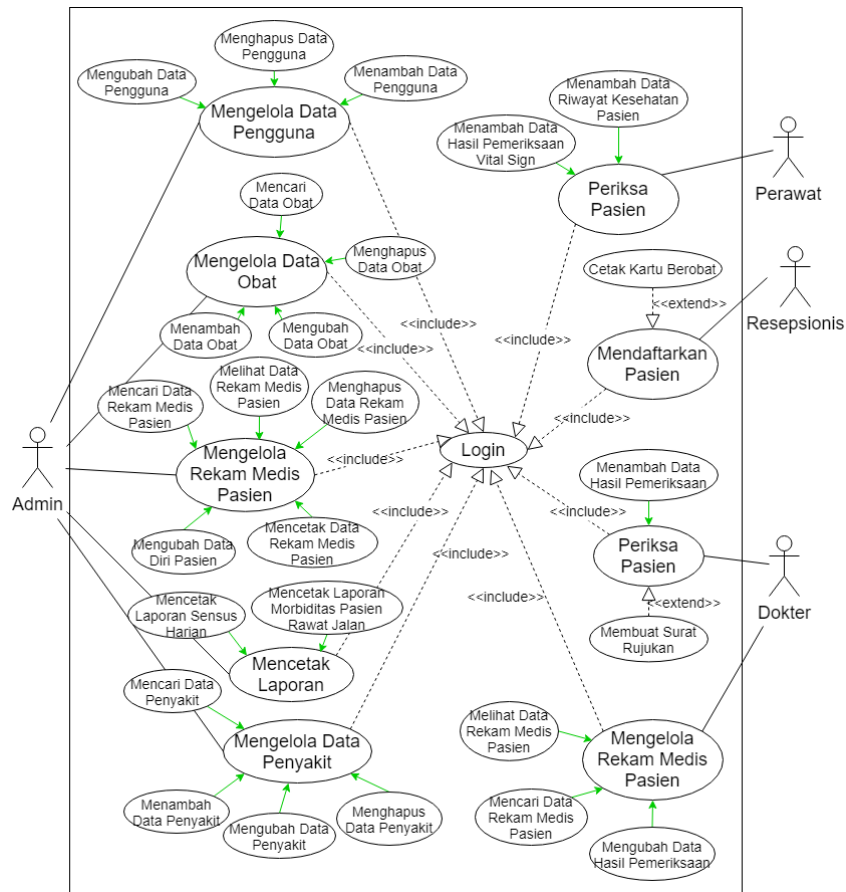 Menghapus Data
Pengguna
Mengubah Data
Pengguna
Menambah Data
Pengguna
Mengelola Data
Pengguna
Menambah Data
Riwayat Kesehatan
Pasien
Menambah Data
Hasil Pemeriksaan
Vital Sign
Periksa
Pasien
Perawat
Mencari
Data Obat
Mengelola Data
Obat
Menghapus
Data Obat
Menambah
Data Obat
Mengubah
Data Obat
<<include>>
<<include>>
<<include>>
Cetak Kartu Berobat
<<extend>>
Resepsionis
Mendaftarkan
Pasien
<<include>>
Melihat Data
Rekam Medis
Pasien
Mencari Data
Rekam Medis
Pasien
Menghapus
Data Rekam
Medis Pasien
Mengelola
Rekam Medis
Pasien
<<include>>
Login
Admin
Mengubah Data
Diri Pasien
Mencetak Data
Rekam Medis
Pasien
<<include>>
<<include>>
<<include>>
<<include>>
Menambah Data
Hasil Pemeriksaan
Periksa
Pasien
<<extend>>
Membuat Surat
Rujukan
Dokter
Mencetak
Laporan Sensus
Harian
Mencetak Laporan
Morbiditas Pasien
Rawat Jalan
Mencetak
Laporan
Mencari Data
Penyakit
Mengelola Data
Penyakit
Menambah
Data Penyakit
Mengubah Data
Penyakit
Menghapus
Data Penyakit
Melihat Data
Rekam Medis
Pasien
Mengelola
Rekam Medis
Pasien
Mencari Data
Rekam Medis
Pasien
Mengubah Data
Hasil Pemeriksaan